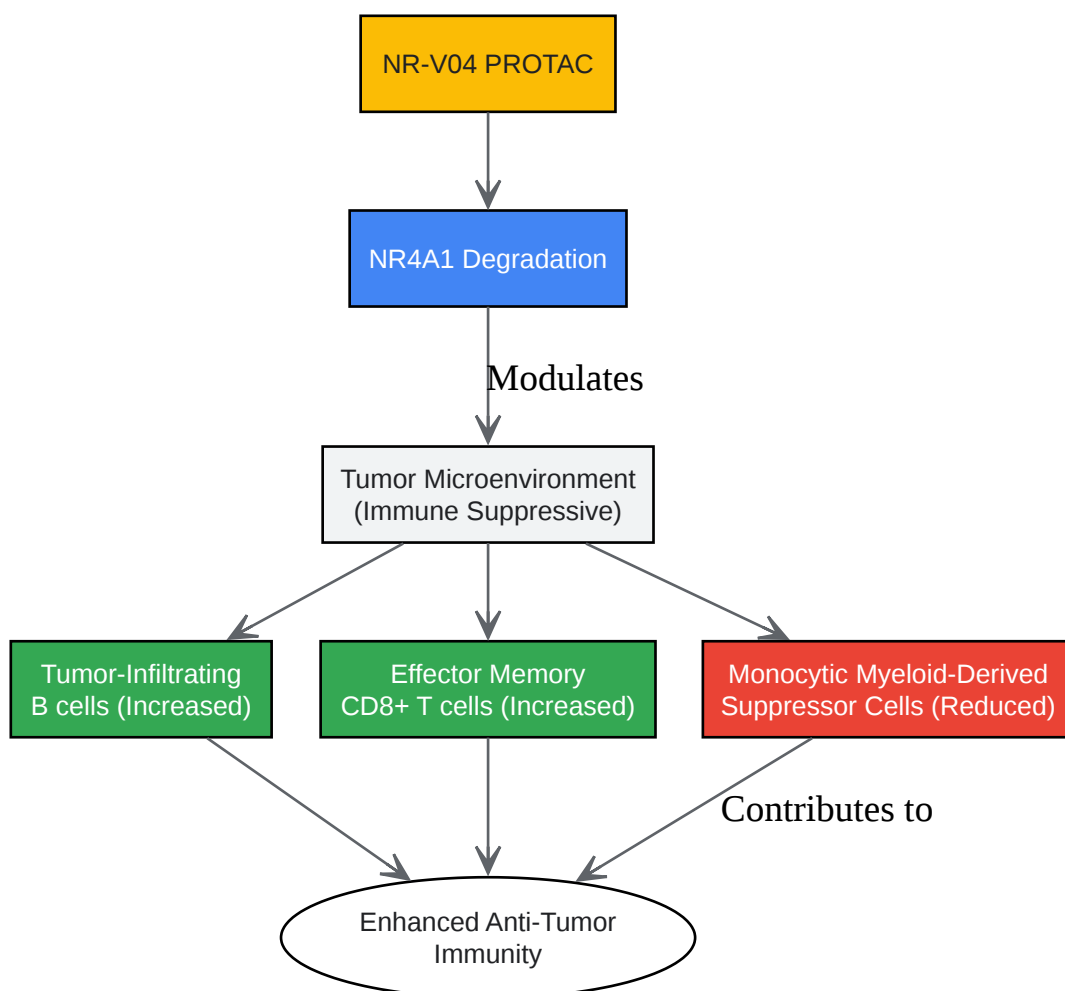 NR-V04 PROTAC
NR4A1 Degradation
Modulates
Tumor Microenvironment
(Immune Suppressive)
Tumor-Infiltrating
B cells (Increased)
Effector Memory
CD8+ T cells (Increased)
Monocytic Myeloid-Derived
Suppressor Cells (Reduced)
Contributes to
Enhanced Anti-Tumor
Immunity